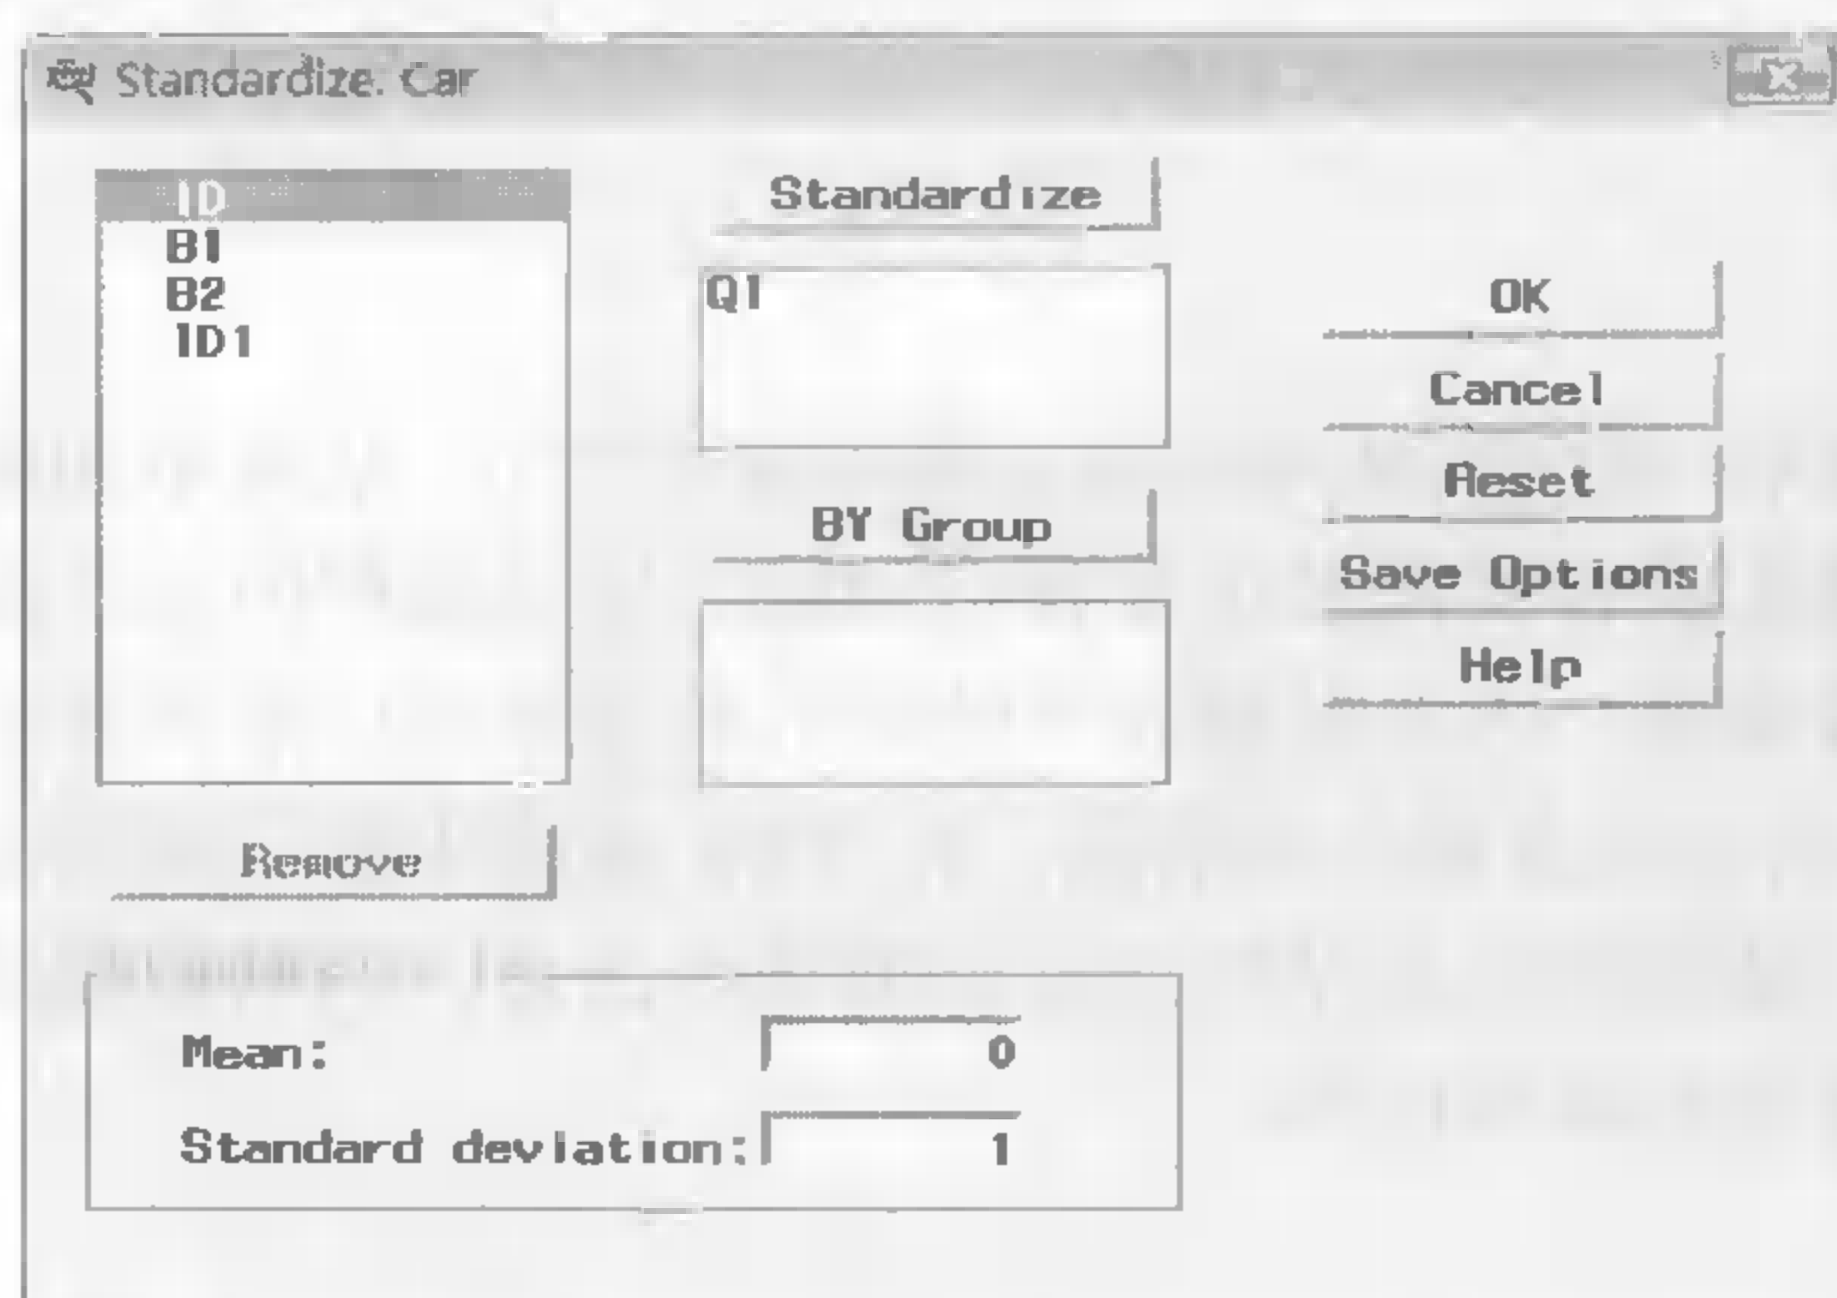 Standardize: Car
ID
B1
B2
ID1
Remove
Standardize
Q1
BY Group
OK
Cancel
Reset
Save Options
Help
Mean: 0
Standard deviation: 1